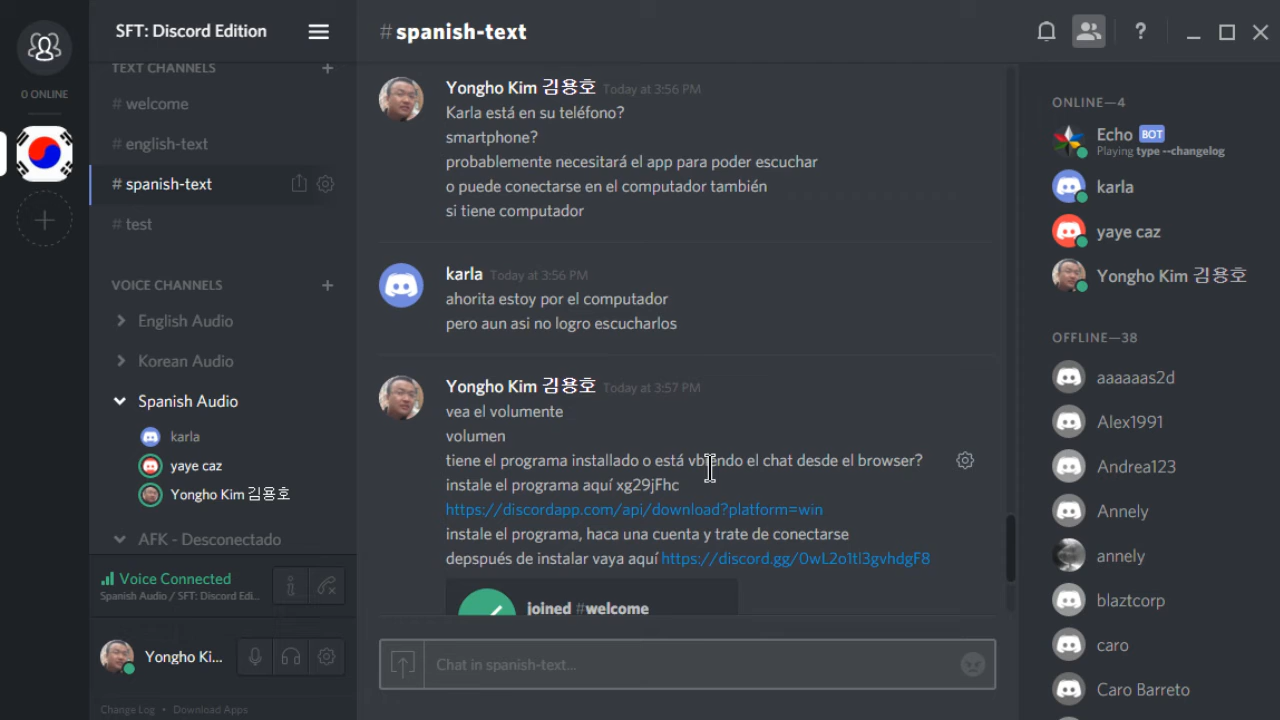 0 ONLINE
SFT: Discord Edition
TEXT CHANNELS
# welcome
# english-text
# spanish-text
# test
VOICE CHANNELS
English Audio
Korean Audio
Spanish Audio
karla
yaye caz
Yongho Kim 김용호
AFK - Desconectado
Voice Connected
Spanish Audio / SFT: Discord Edi...
Yongho Ki...
Change Log • Download Apps
# spanish-text
Yongho Kim 김용호 Today at 3:56 PM
Karla está en su teléfono?
smartphone?
probablemente necesitará el app para poder escuchar
o puede conectarse en el computador también
si tiene computador
karla Today at 3:56 PM
ahorita estoy por el computador
pero aun asi no logro escucharlos
Yongho Kim 김용호 Today at 3:57 PM
vea el volumente
volumen
tiene el programa installado o está vbiendo el chat desde el browser?
instale el programa aquí xg29jFhc
https://discordapp.com/api/download?platform=win
instale el programa, haca una cuenta y trate de conectarse
depspués de instalar vaya aquí https://discord.gg/0wL2o1tl3gvhdgF8
joined #welcome
Chat in spanish-text...
?
ONLINE—4
Echo BOT
Playing type --changelog
karla
yaye caz
Yongho Kim 김용호
OFFLINE—38
aaaaaas2d
Alex1991
Andrea123
Annely
annely
blaztcorp
caro
Caro Barreto